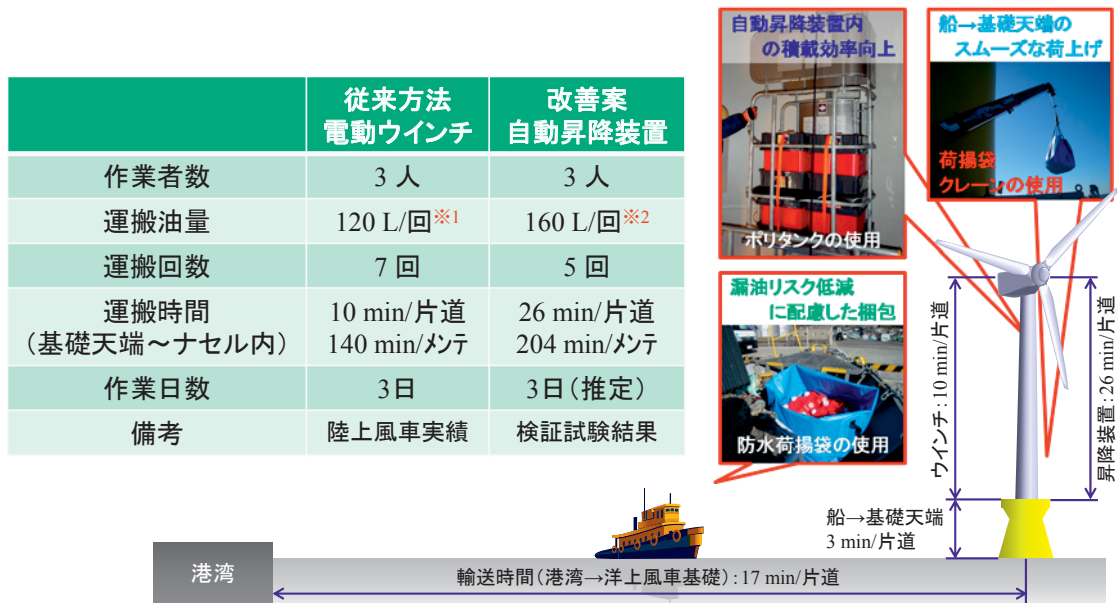 従来方法
電動ウインチ
改善案
自動昇降装置
作業者数
3 人
3 人
運搬油量
120 L/回※1
160 L/回※2
運搬回数
7 回
5 回
運搬時間
(基礎天端～ナセル内)
10 min/片道
140 min/メンテ
26 min/片道
204 min/メンテ
作業日数
3日
3日(推定)
備考
陸上風車実績
検証試験結果
自動昇降装置内
の積載効率向上
ポリタンクの使用
船→基礎天端の
スムーズな荷上げ
荷揚袋
クレーンの使用
漏油リスク低減
に配慮した梱包
防水荷揚袋の使用
ウインチ:10 min/片道
昇降装置:26 min/片道
船→基礎天端
3 min/片道
港湾
輸送時間(港湾→洋上風車基礎):17 min/片道